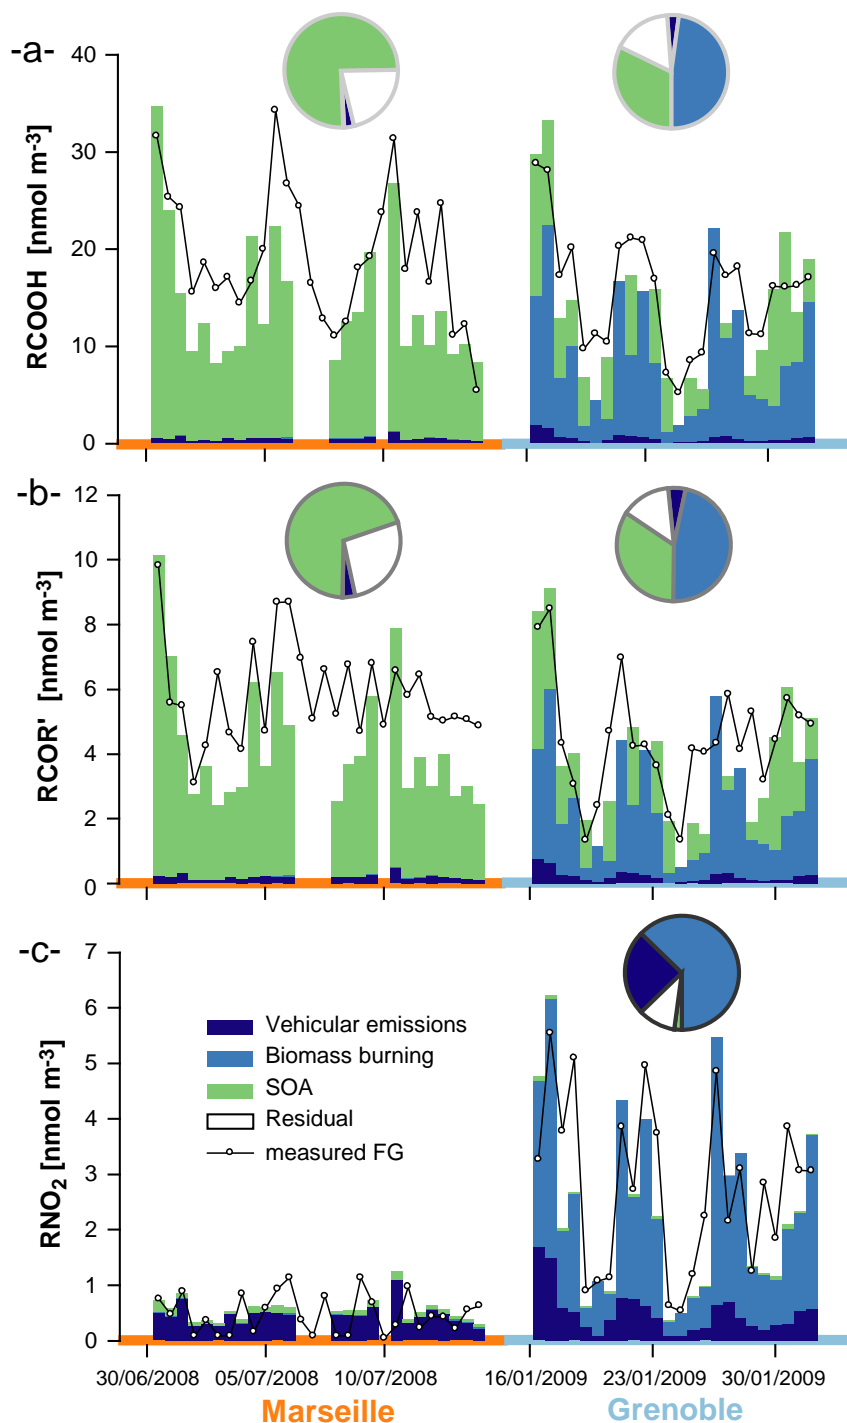 -a-
40
30
20
10
0
RCOOH [nmol m-3]
-b-
12
10
8
6
4
2
0
RCOR' [nmol m-3]
-c-
7
6
5
4
3
2
1
0
RNO2 [nmol m-3]
Vehicular emissions
Biomass burning
SOA
Residual
measured FG
30/06/2008 05/07/2008 10/07/2008 16/01/2009 23/01/2009 30/01/2009
Marseille Grenoble